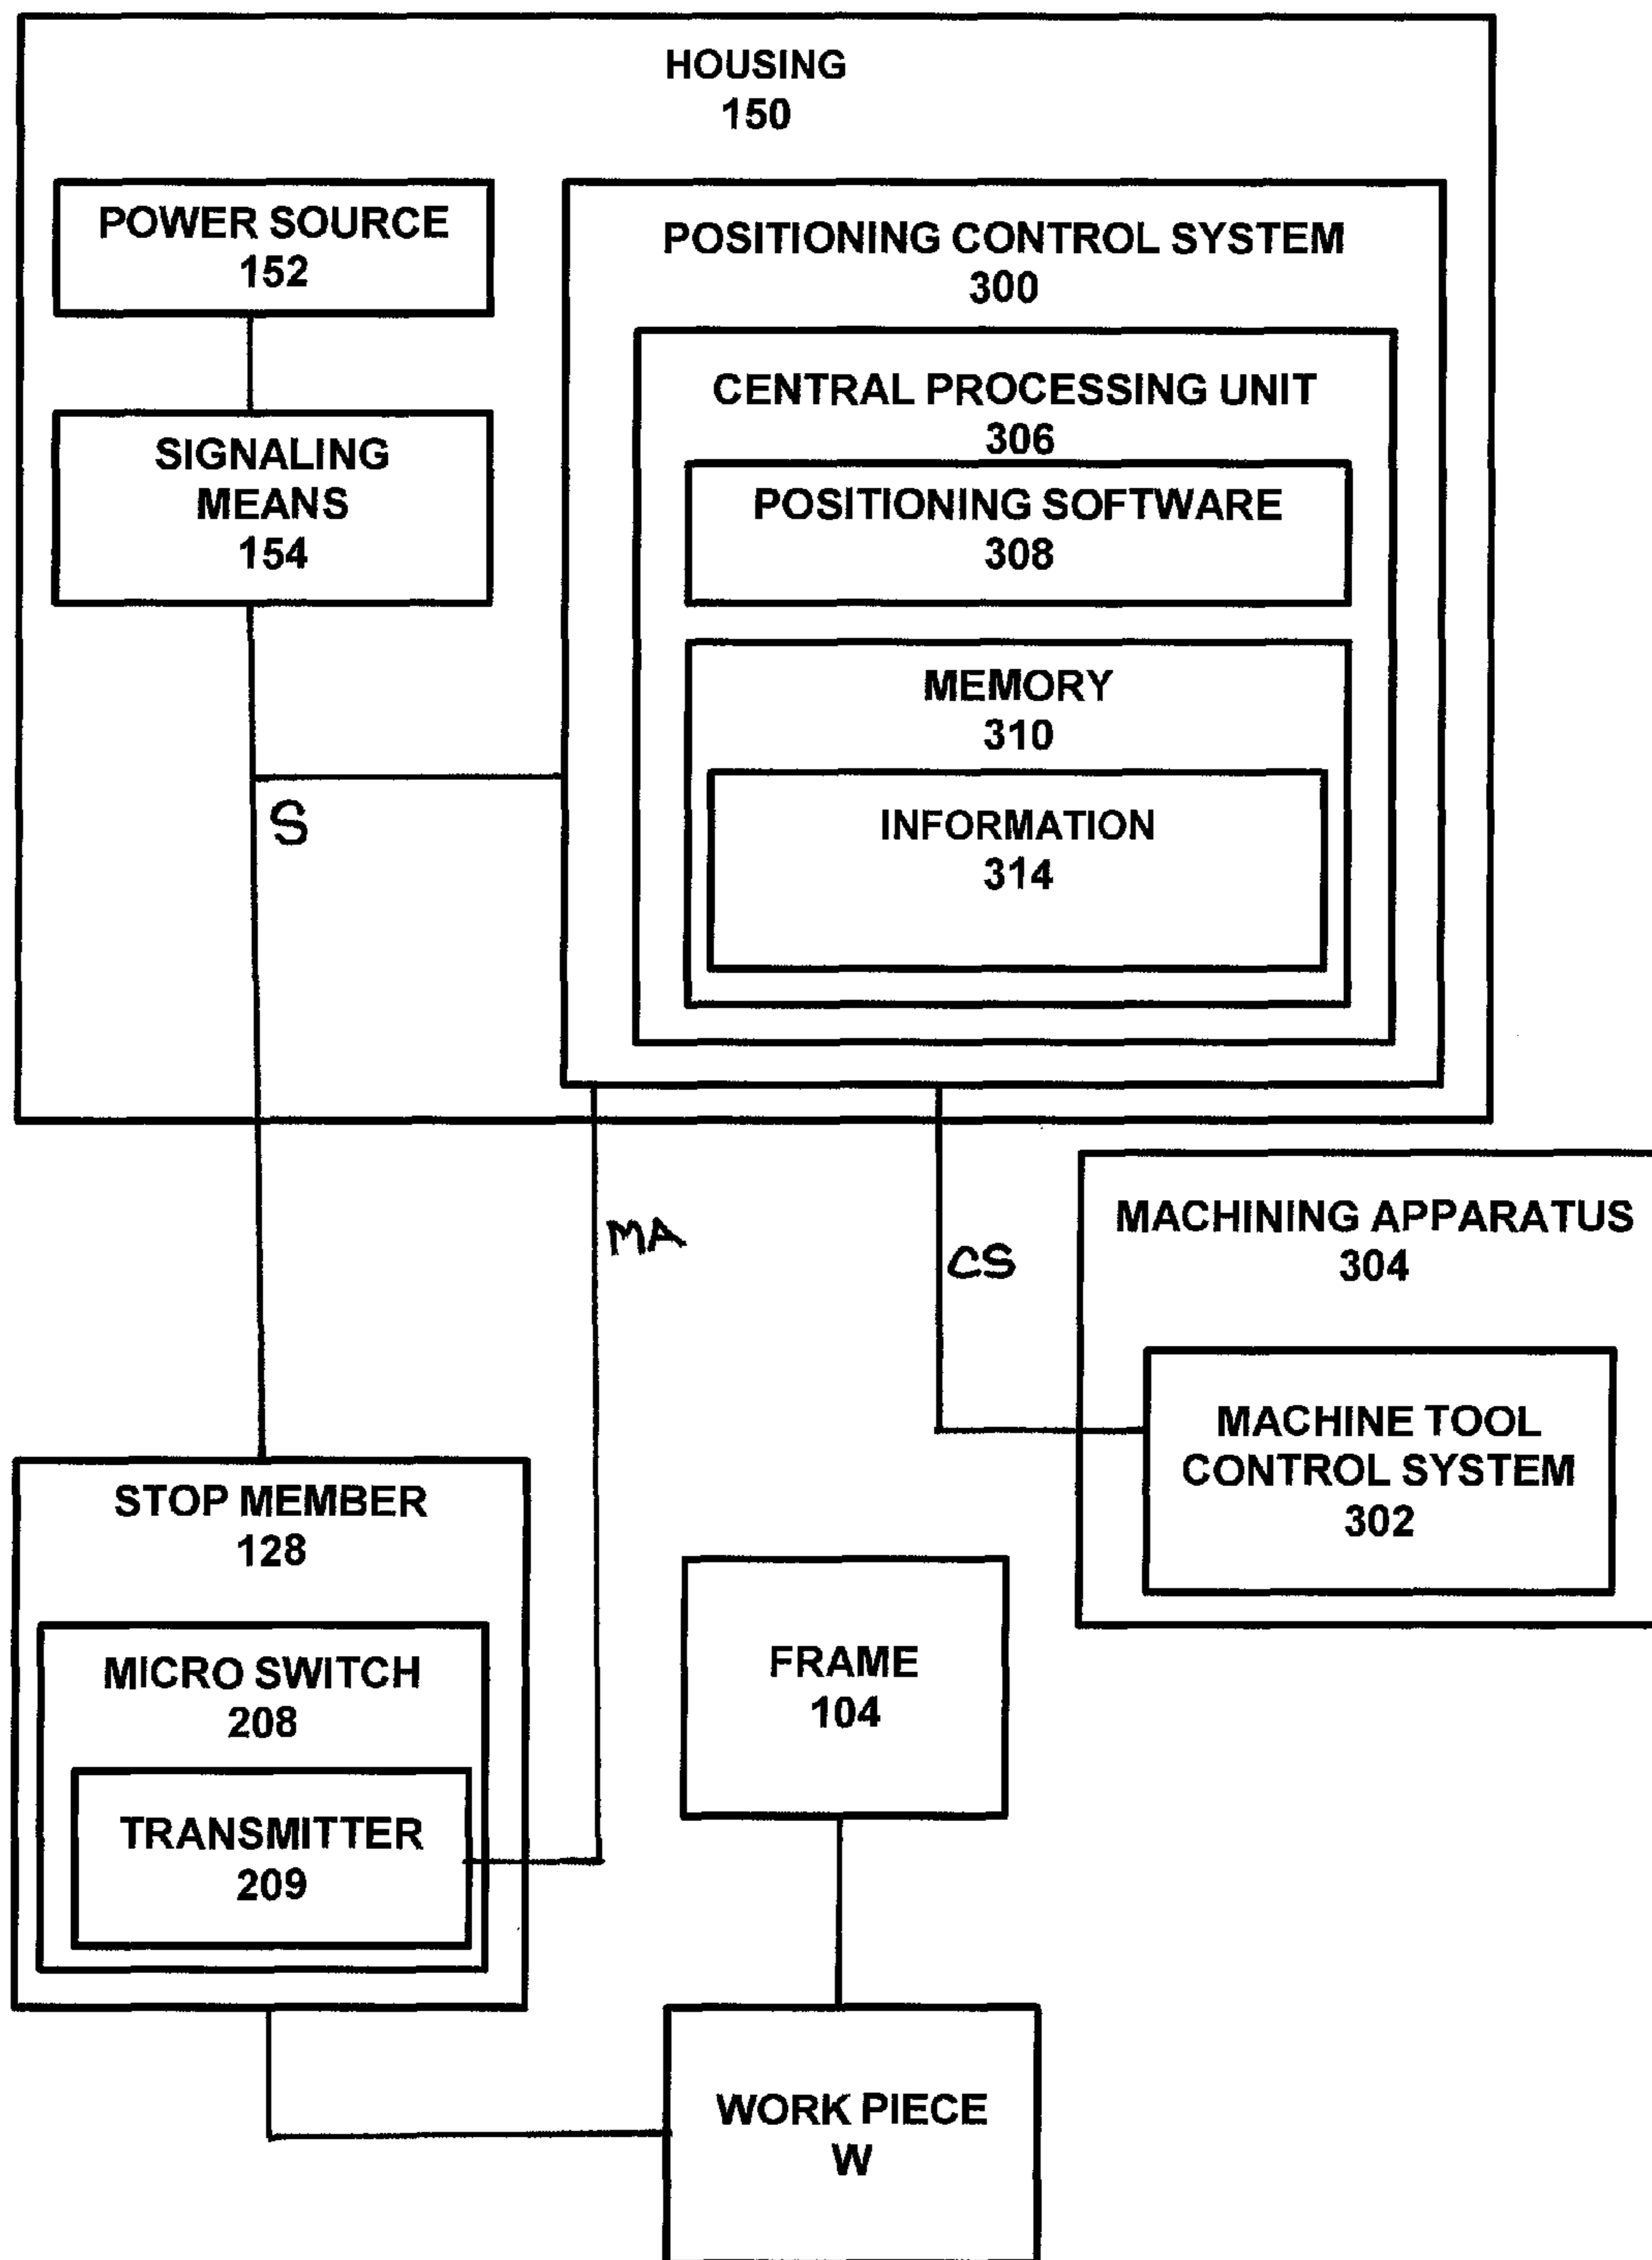 HOUSING
150
POWER SOURCE
152
SIGNALING
MEANS
154
POSITIONING CONTROL SYSTEM
300
CENTRAL PROCESSING UNIT
306
POSITIONING SOFTWARE
308
MEMORY
310
INFORMATION
314
S
MA
CS
MACHINING APPARATUS
304
MACHINE TOOL
CONTROL SYSTEM
302
STOP MEMBER
128
MICRO SWITCH
208
TRANSMITTER
209
FRAME
104
WORK PIECE
W